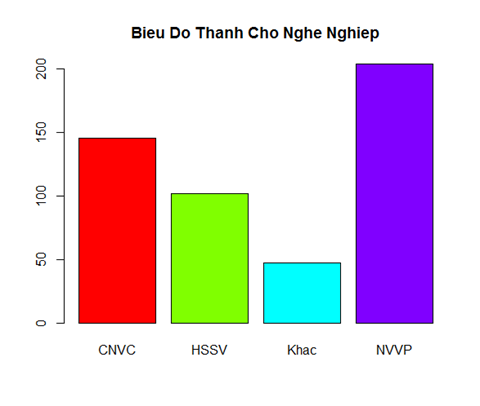 Bieu Do Thanh Cho Nghe Nghiep
200
150
100
50
0
CNVC HSSV Khac NVVP